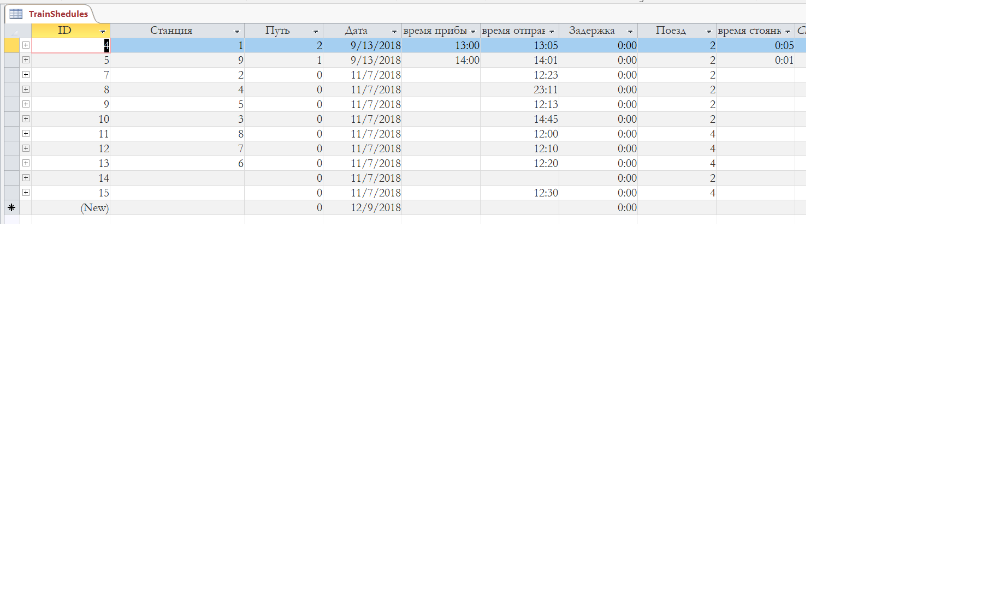 TrainShedules
ID Станция Путь Дата время прибы время отправ Задержка Поезд время стоянк
4 1 2 9/13/2018 13:00 13:05 0:00 2 0:05
5 9 1 9/13/2018 14:00 14:01 0:00 2 0:01
7 2 0 11/7/2018 12:23 0:00 2
8 4 0 11/7/2018 23:11 0:00 2
9 5 0 11/7/2018 12:13 0:00 2
10 3 0 11/7/2018 14:45 0:00 2
11 8 0 11/7/2018 12:00 0:00 4
12 7 0 11/7/2018 12:10 0:00 4
13 6 0 11/7/2018 12:20 0:00 4
14 0 11/7/2018 0:00 2
15 0 11/7/2018 12:30 0:00 4
(New) 0 12/9/2018 0:00